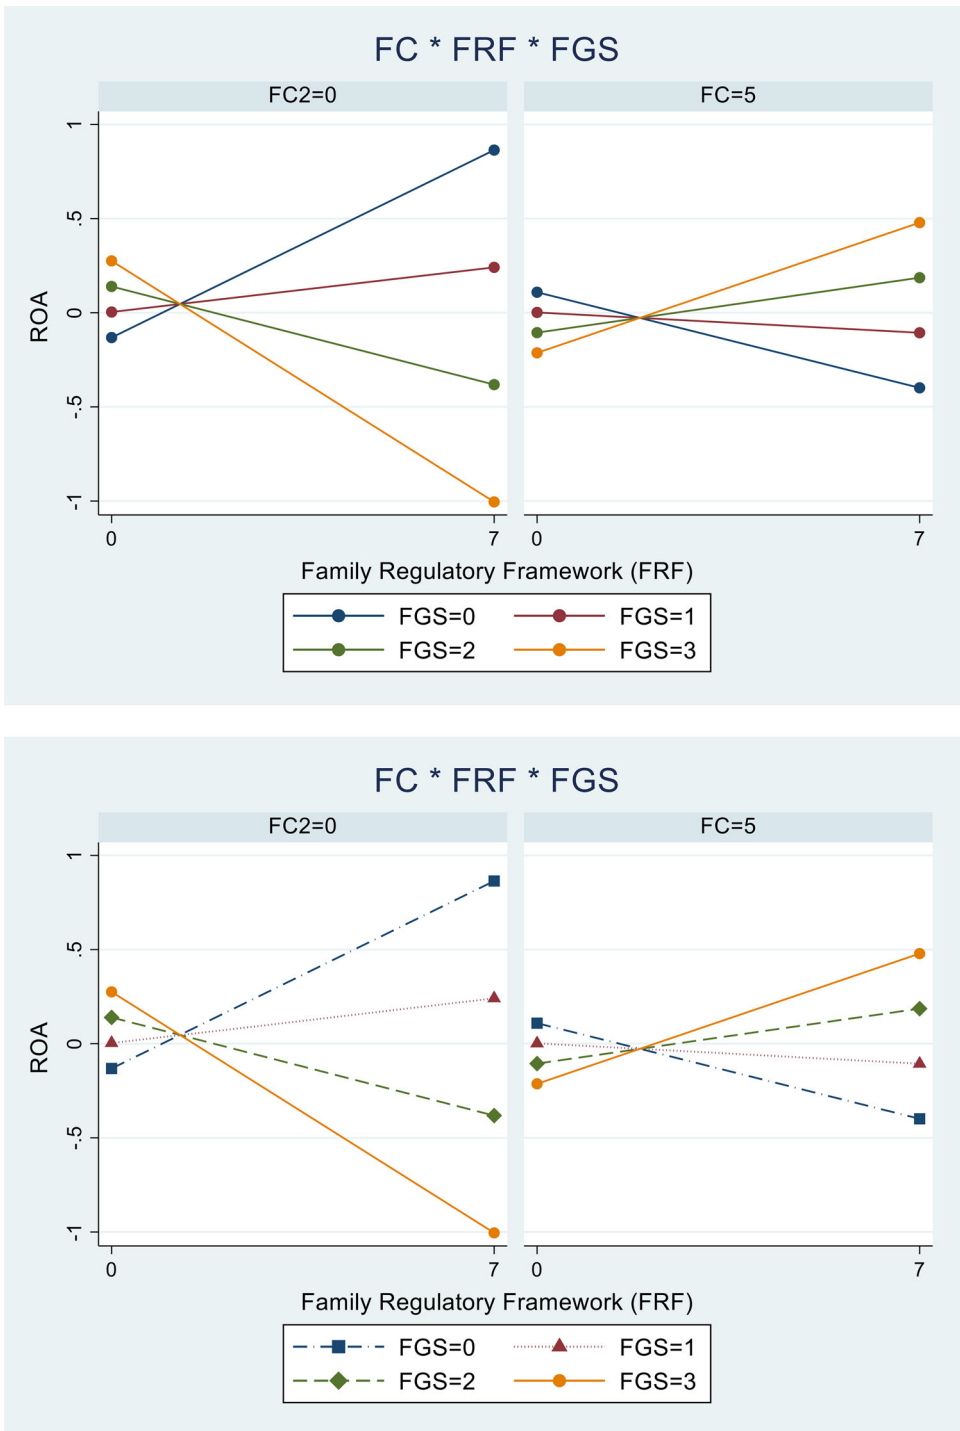 FC * FRF * FGS
FC2=0 FC=5
1
.5
0
-.5
-1
ROA
0 7 0 7
Family Regulatory Framework (FRF)
FGS=0 FGS=1
FGS=2 FGS=3
FC * FRF * FGS
FC2=0 FC=5
1
.5
0
-.5
-1
ROA
0 7 0 7
Family Regulatory Framework (FRF)
FGS=0 FGS=1
FGS=2 FGS=3